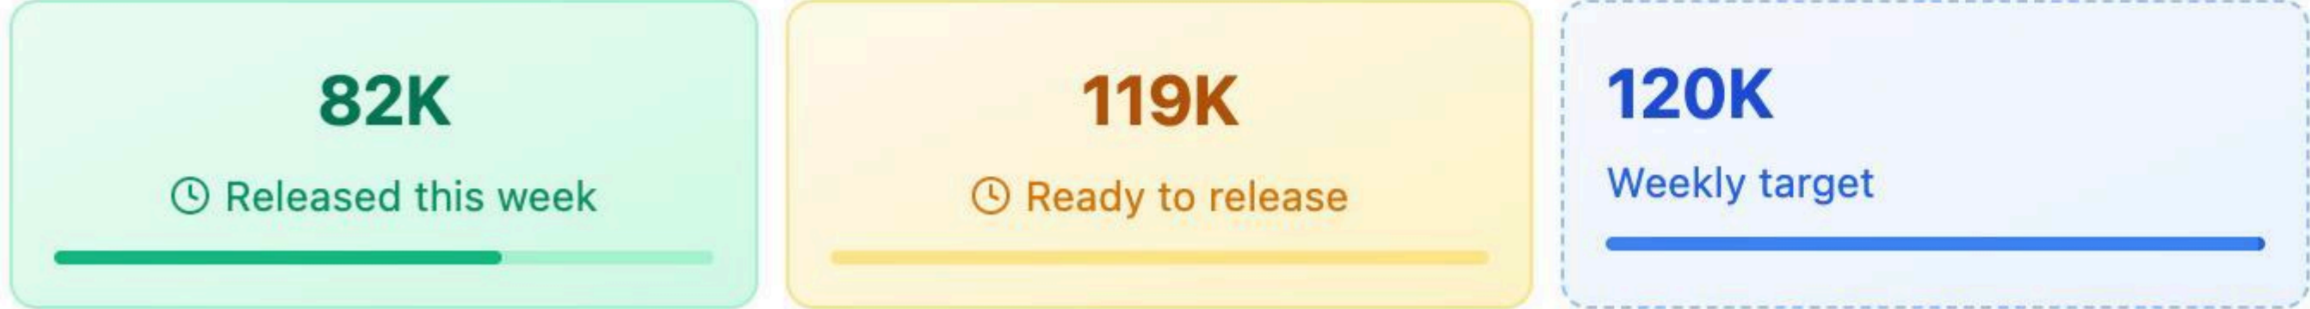 82K
Released this week
119K
Ready to release
120K
Weekly target